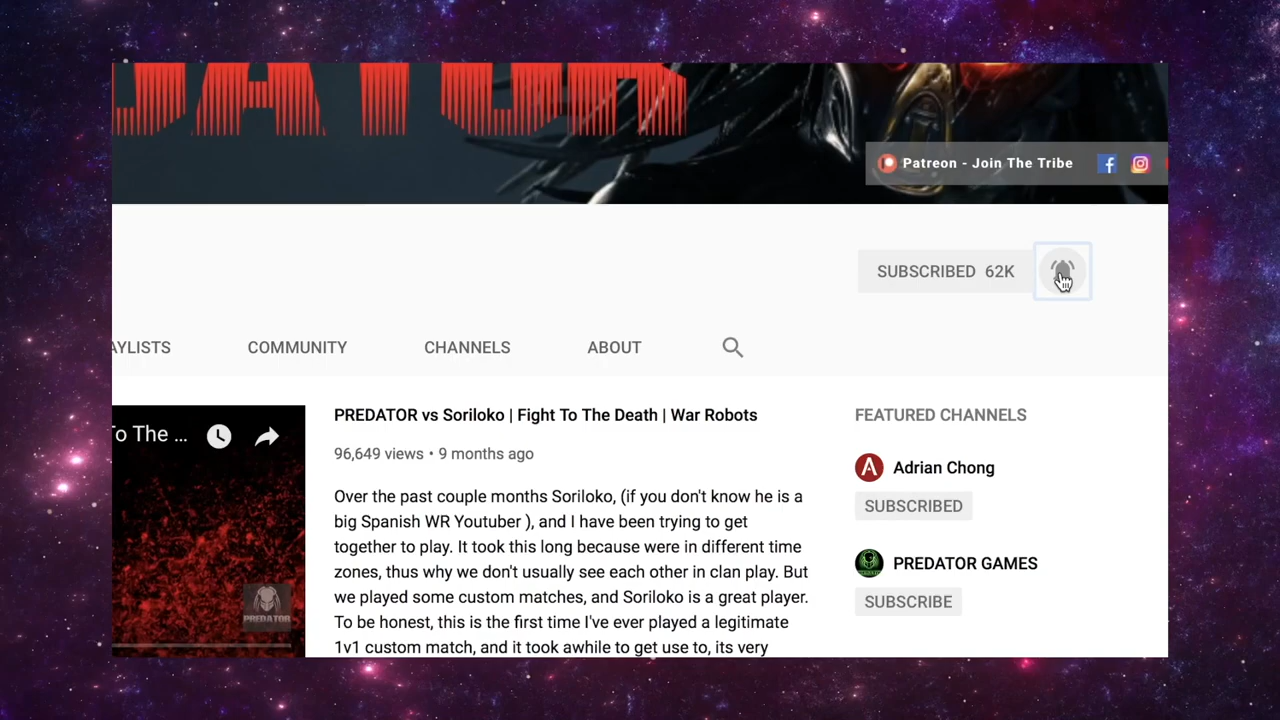 Patreon - Join The Tribe
SUBSCRIBED 62K
COMMUNITY CHANNELS ABOUT
To The ...
PREDATOR vs Soriloko | Fight To The Death | War Robots
96,649 views • 9 months ago
Over the past couple months Soriloko, (if you don't know he is a
big Spanish WR Youtuber ), and I have been trying to get
together to play. It took this long because were in different time
zones, thus why we don't usually see each other in clan play. But
we played some custom matches, and Soriloko is a great player.
To be honest, this is the first time I've ever played a legitimate
1v1 custom match, and it took awhile to get use to, its very
PREDATOR
FEATURED CHANNELS
Adrian Chong
SUBSCRIBED
PREDATOR GAMES
SUBSCRIBE